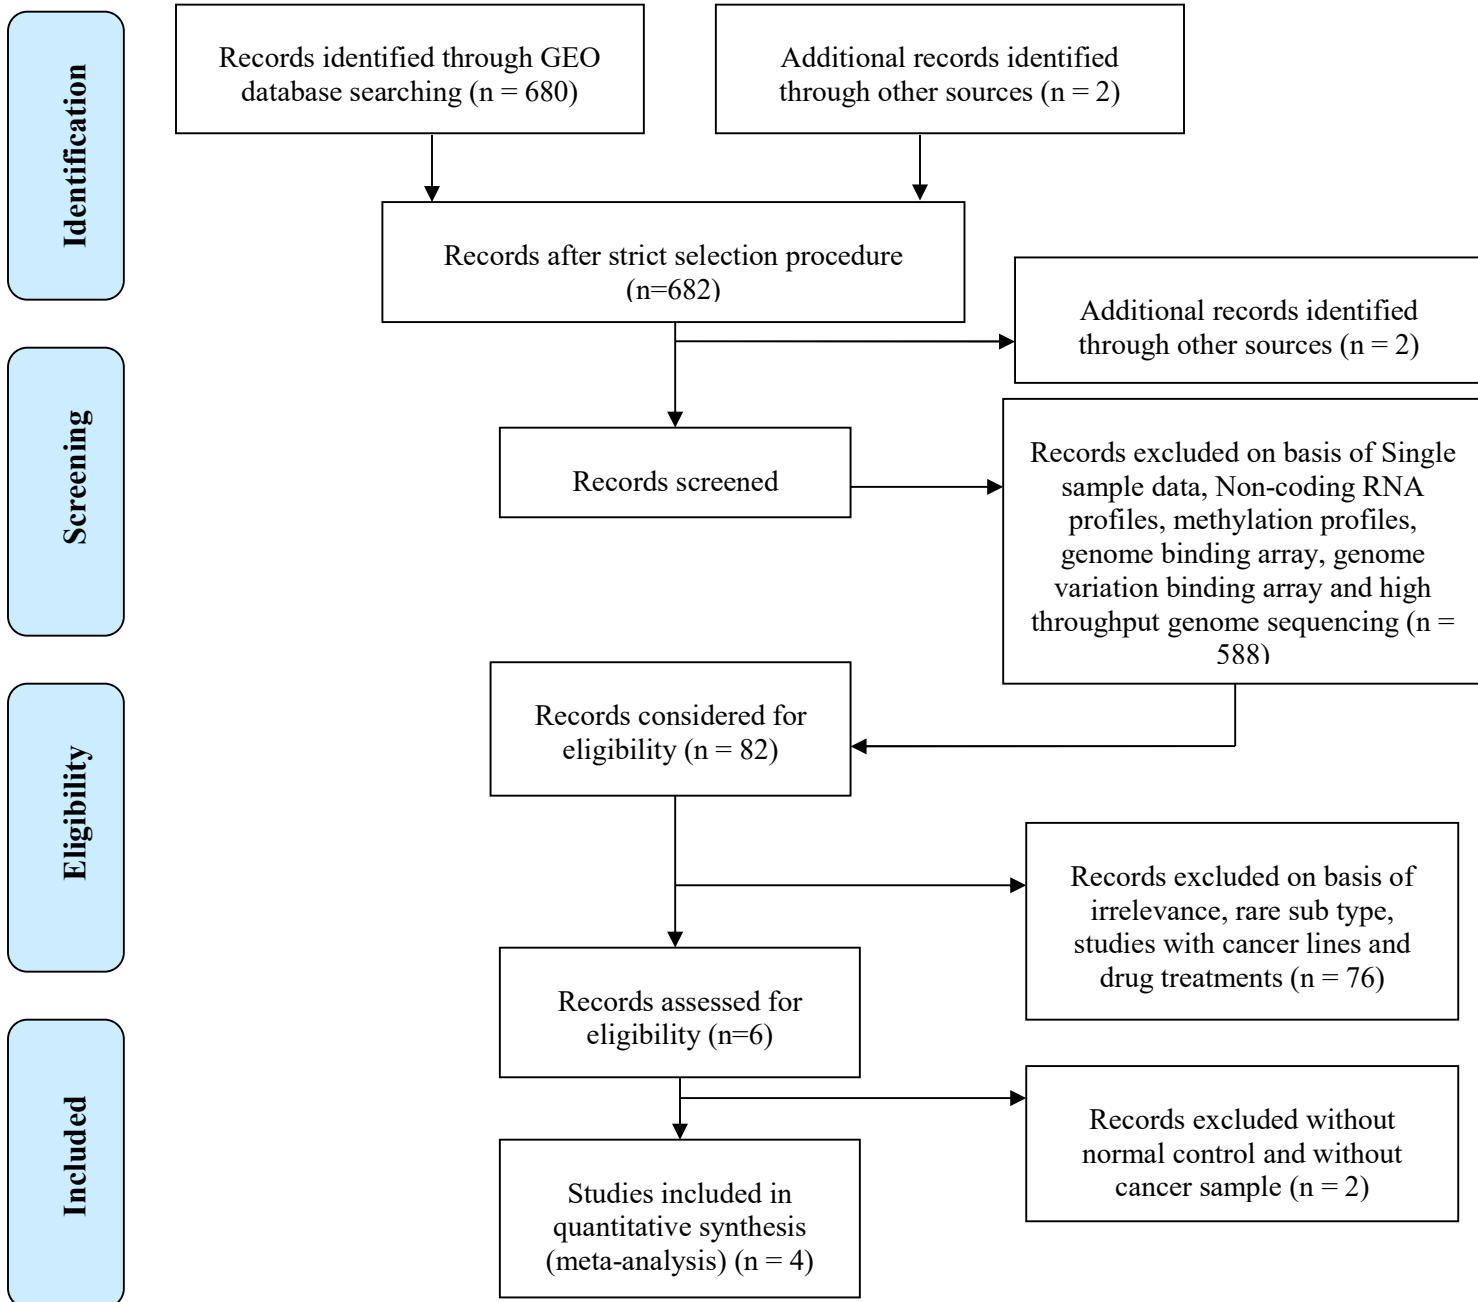 Identification
Records identified through GEO
database searching (n = 680)
Additional records identified
through other sources (n = 2)
Records after strict selection procedure
(n=682)
Additional records identified
through other sources (n = 2)
Screening
Records screened
Records excluded on basis of Single
sample data, Non-coding RNA
profiles, methylation profiles,
genome binding array, genome
variation binding array and high
throughput genome sequencing (n =
588)
Eligibility
Records considered for
eligibility (n = 82)
Records excluded on basis of
irrelevance, rare sub type,
studies with cancer lines and
drug treatments (n = 76)
Records assessed for
eligibility (n=6)
Included
Records excluded without
normal control and without
cancer sample (n = 2)
Studies included in
quantitative synthesis
(meta-analysis) (n = 4)